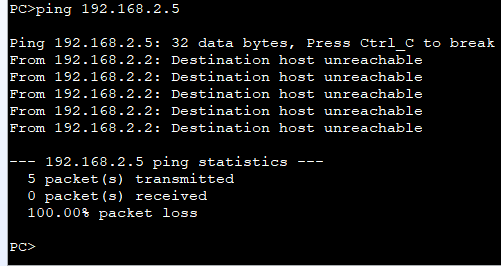 PC>ping 192.168.2.5
Ping 192.168.2.5: 32 data bytes, Press Ctrl_C to break
From 192.168.2.2: Destination host unreachable
From 192.168.2.2: Destination host unreachable
From 192.168.2.2: Destination host unreachable
From 192.168.2.2: Destination host unreachable
From 192.168.2.2: Destination host unreachable
--- 192.168.2.5 ping statistics ---
5 packet(s) transmitted
0 packet(s) received
100.00% packet loss
PC>